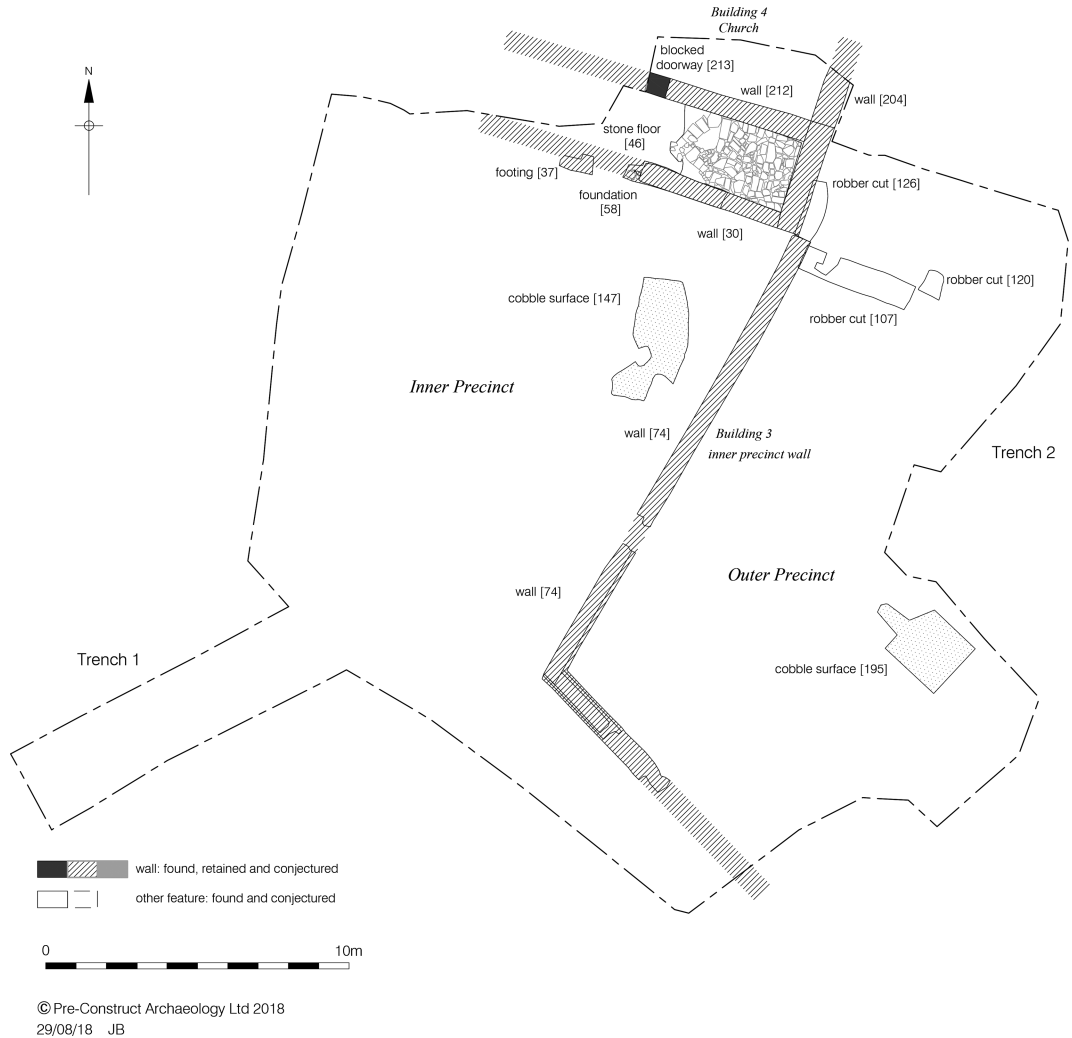 Building 4
Church
blocked
doorway [213]
N
wall [212]
wall [204]
stone floor
[46]
footing [37]
foundation
[58]
robber cut [126]
wall [30]
robber cut [120]
cobble surface [147]
robber cut [107]
Inner Precinct
wall [74]
Building 3
inner precinct wall
Trench 2
Outer Precinct
wall [74]
Trench 1
cobble surface [195]
wall: found, retained and conjectured
other feature: found and conjectured
0 10m
© Pre-Construct Archaeology Ltd 2018
29/08/18 JB